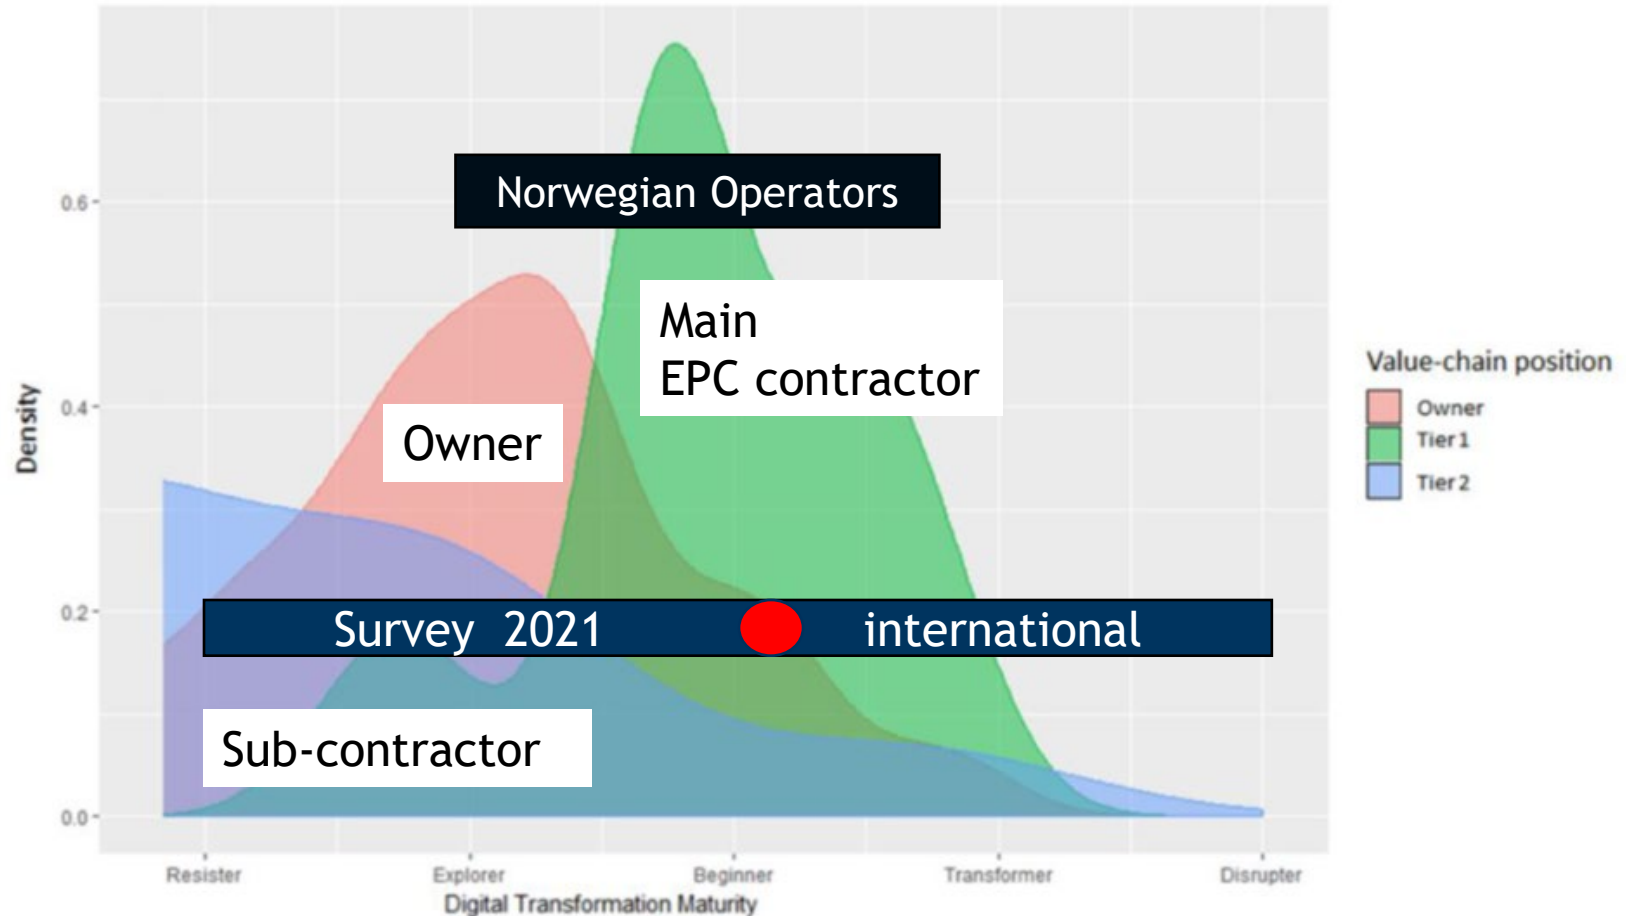 Norwegian Operators
Main
EPC contractor
Owner
Survey 2021 international
Sub-contractor
Density
0.6
0.4
0.2
0.0
Resister Explorer Beginner Transformer Disrupter
Digital Transformation Maturity
Value-chain position
Owner
Tier 1
Tier 2